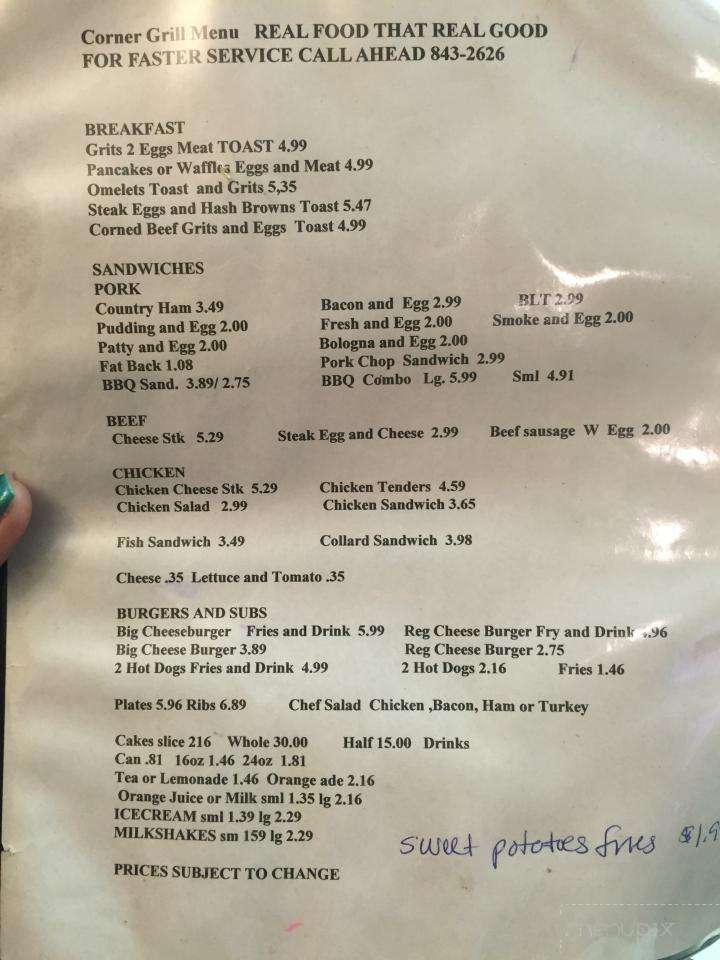 Corner Grill Menu REAL FOOD THAT REAL GOOD
FOR FASTER SERVICE CALL AHEAD 843-2626
BREAKFAST
Grits 2 Eggs Meat TOAST 4.99
Pancakes or Waffles Eggs and Meat 4.99
Omelets Toast and Grits 5,35
Steak Eggs and Hash Browns Toast 5.47
Corned Beef Grits and Eggs Toast 4.99
SANDWICHES
PORK
Country Ham 3.49 Bacon and Egg 2.99 BLT 2.99
Pudding and Egg 2.00 Fresh and Egg 2.00 Smoke and Egg 2.00
Patty and Egg 2.00 Bologna and Egg 2.00
Fat Back 1.08 Pork Chop Sandwich 2.99
BBQ Sand. 3.89/ 2.75 BBQ Combo Lg. 5.99 Sml 4.91
BEEF
Cheese Stk 5.29 Steak Egg and Cheese 2.99 Beef sausage W Egg 2.00
CHICKEN
Chicken Cheese Stk 5.29 Chicken Tenders 4.59
Chicken Salad 2.99 Chicken Sandwich 3.65
Fish Sandwich 3.49 Collard Sandwich 3.98
Cheese .35 Lettuce and Tomato .35
BURGERS AND SUBS
Big Cheeseburger Fries and Drink 5.99 Reg Cheese Burger Fry and Drink .96
Big Cheese Burger 3.89 Reg Cheese Burger 2.75
2 Hot Dogs Fries and Drink 4.99 2 Hot Dogs 2.16 Fries 1.46
Plates 5.96 Ribs 6.89 Chef Salad Chicken ,Bacon, Ham or Turkey
Cakes slice 216 Whole 30.00 Half 15.00 Drinks
Can .81 16oz 1.46 24oz 1.81
Tea or Lemonade 1.46 Orange ade 2.16
Orange Juice or Milk sml 1.35 lg 2.16
ICECREAM sml 1.39 lg 2.29
MILKSHAKES sm 159 lg 2.29
sweet potatoes fries $1.9
PRICES SUBJECT TO CHANGE
menupix